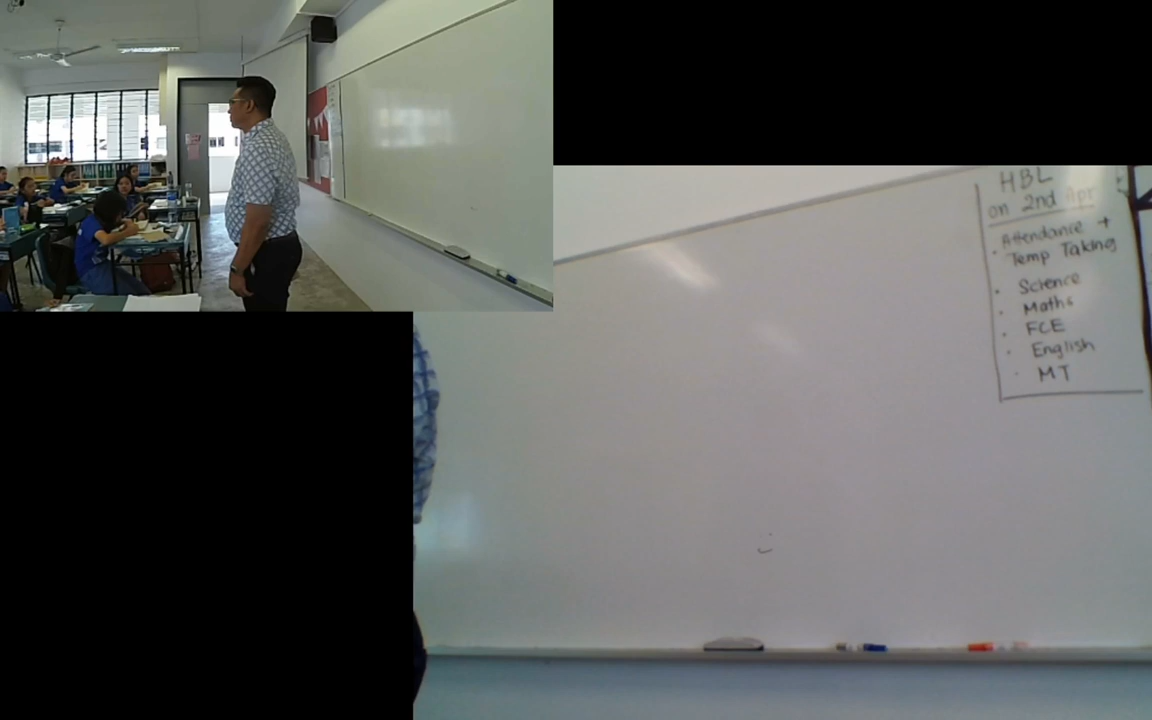 HBL
on 2nd Apr
• Attendance +
Temp Taking
• Science
• Maths
• FCE
• English
• MT